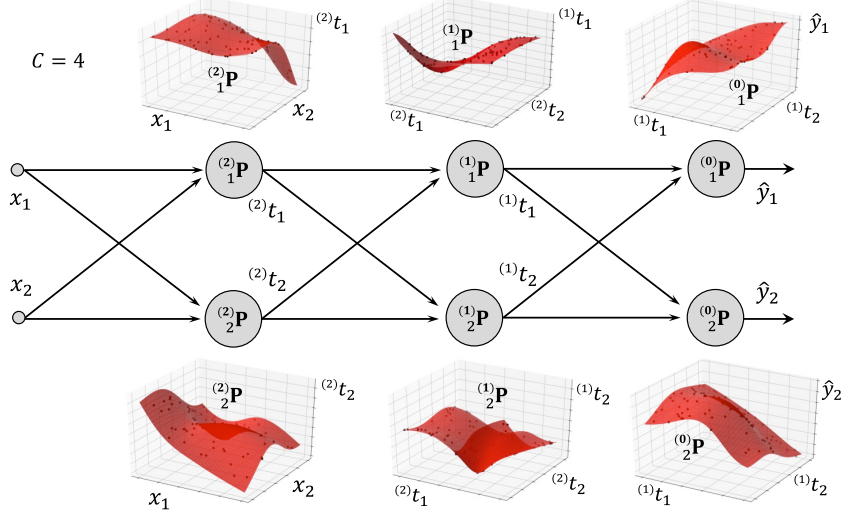 C = 4
⁽²⁾t₁
⁽²⁾₁P
x₁
x₂
⁽¹⁾t₁
⁽¹⁾₁P
⁽²⁾t₁
⁽²⁾t₂
ŷ₁
⁽⁰⁾₁P
⁽¹⁾t₁
⁽¹⁾t₂
x₁
⁽²⁾₁P
⁽²⁾t₁
⁽¹⁾₁P
⁽¹⁾t₁
⁽⁰⁾₁P
ŷ₁
x₂
⁽²⁾₂P
⁽²⁾t₂
⁽¹⁾₂P
⁽¹⁾t₂
⁽⁰⁾₂P
ŷ₂
⁽²⁾₂P
⁽²⁾t₂
x₁
x₂
⁽¹⁾₂P
⁽¹⁾t₂
⁽²⁾t₁
⁽²⁾t₂
ŷ₂
⁽⁰⁾₂P
⁽¹⁾t₁
⁽¹⁾t₂